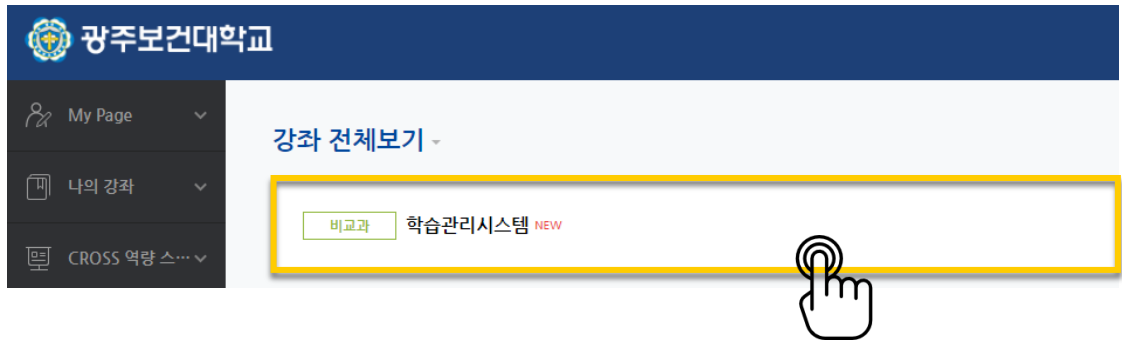 광주보건대학교
My Page
강좌 전체보기
나의 강좌
비교과 학습관리시스템 NEW
CROSS 역량 스…